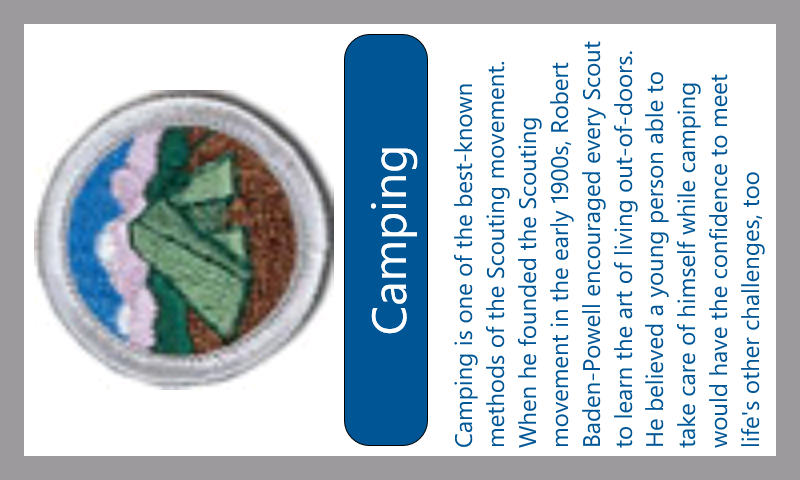 Camping
Camping is one of the best-known
methods of the Scouting movement.
When he founded the Scouting
movement in the early 1900s, Robert
Baden-Powell encouraged every Scout
to learn the art of living out-of-doors.
He believed a young person able to
take care of himself while camping
would have the confidence to meet
life's other challenges, too